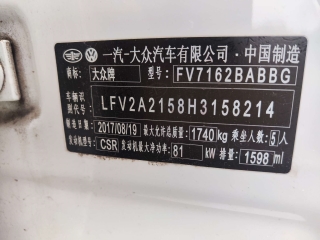 一汽-大众汽车有限公司·中国制造
商标: 大众牌 型号: FV7162BABBG
车辆识别代号: LFV2A2158H3158214
制造年月: 2017/08/19 最大允许总质量: 1740 kg 乘坐人数: 5 人
发动机型号: CSR 发动机最大净功率: 81 kW 排量: 1598 ml